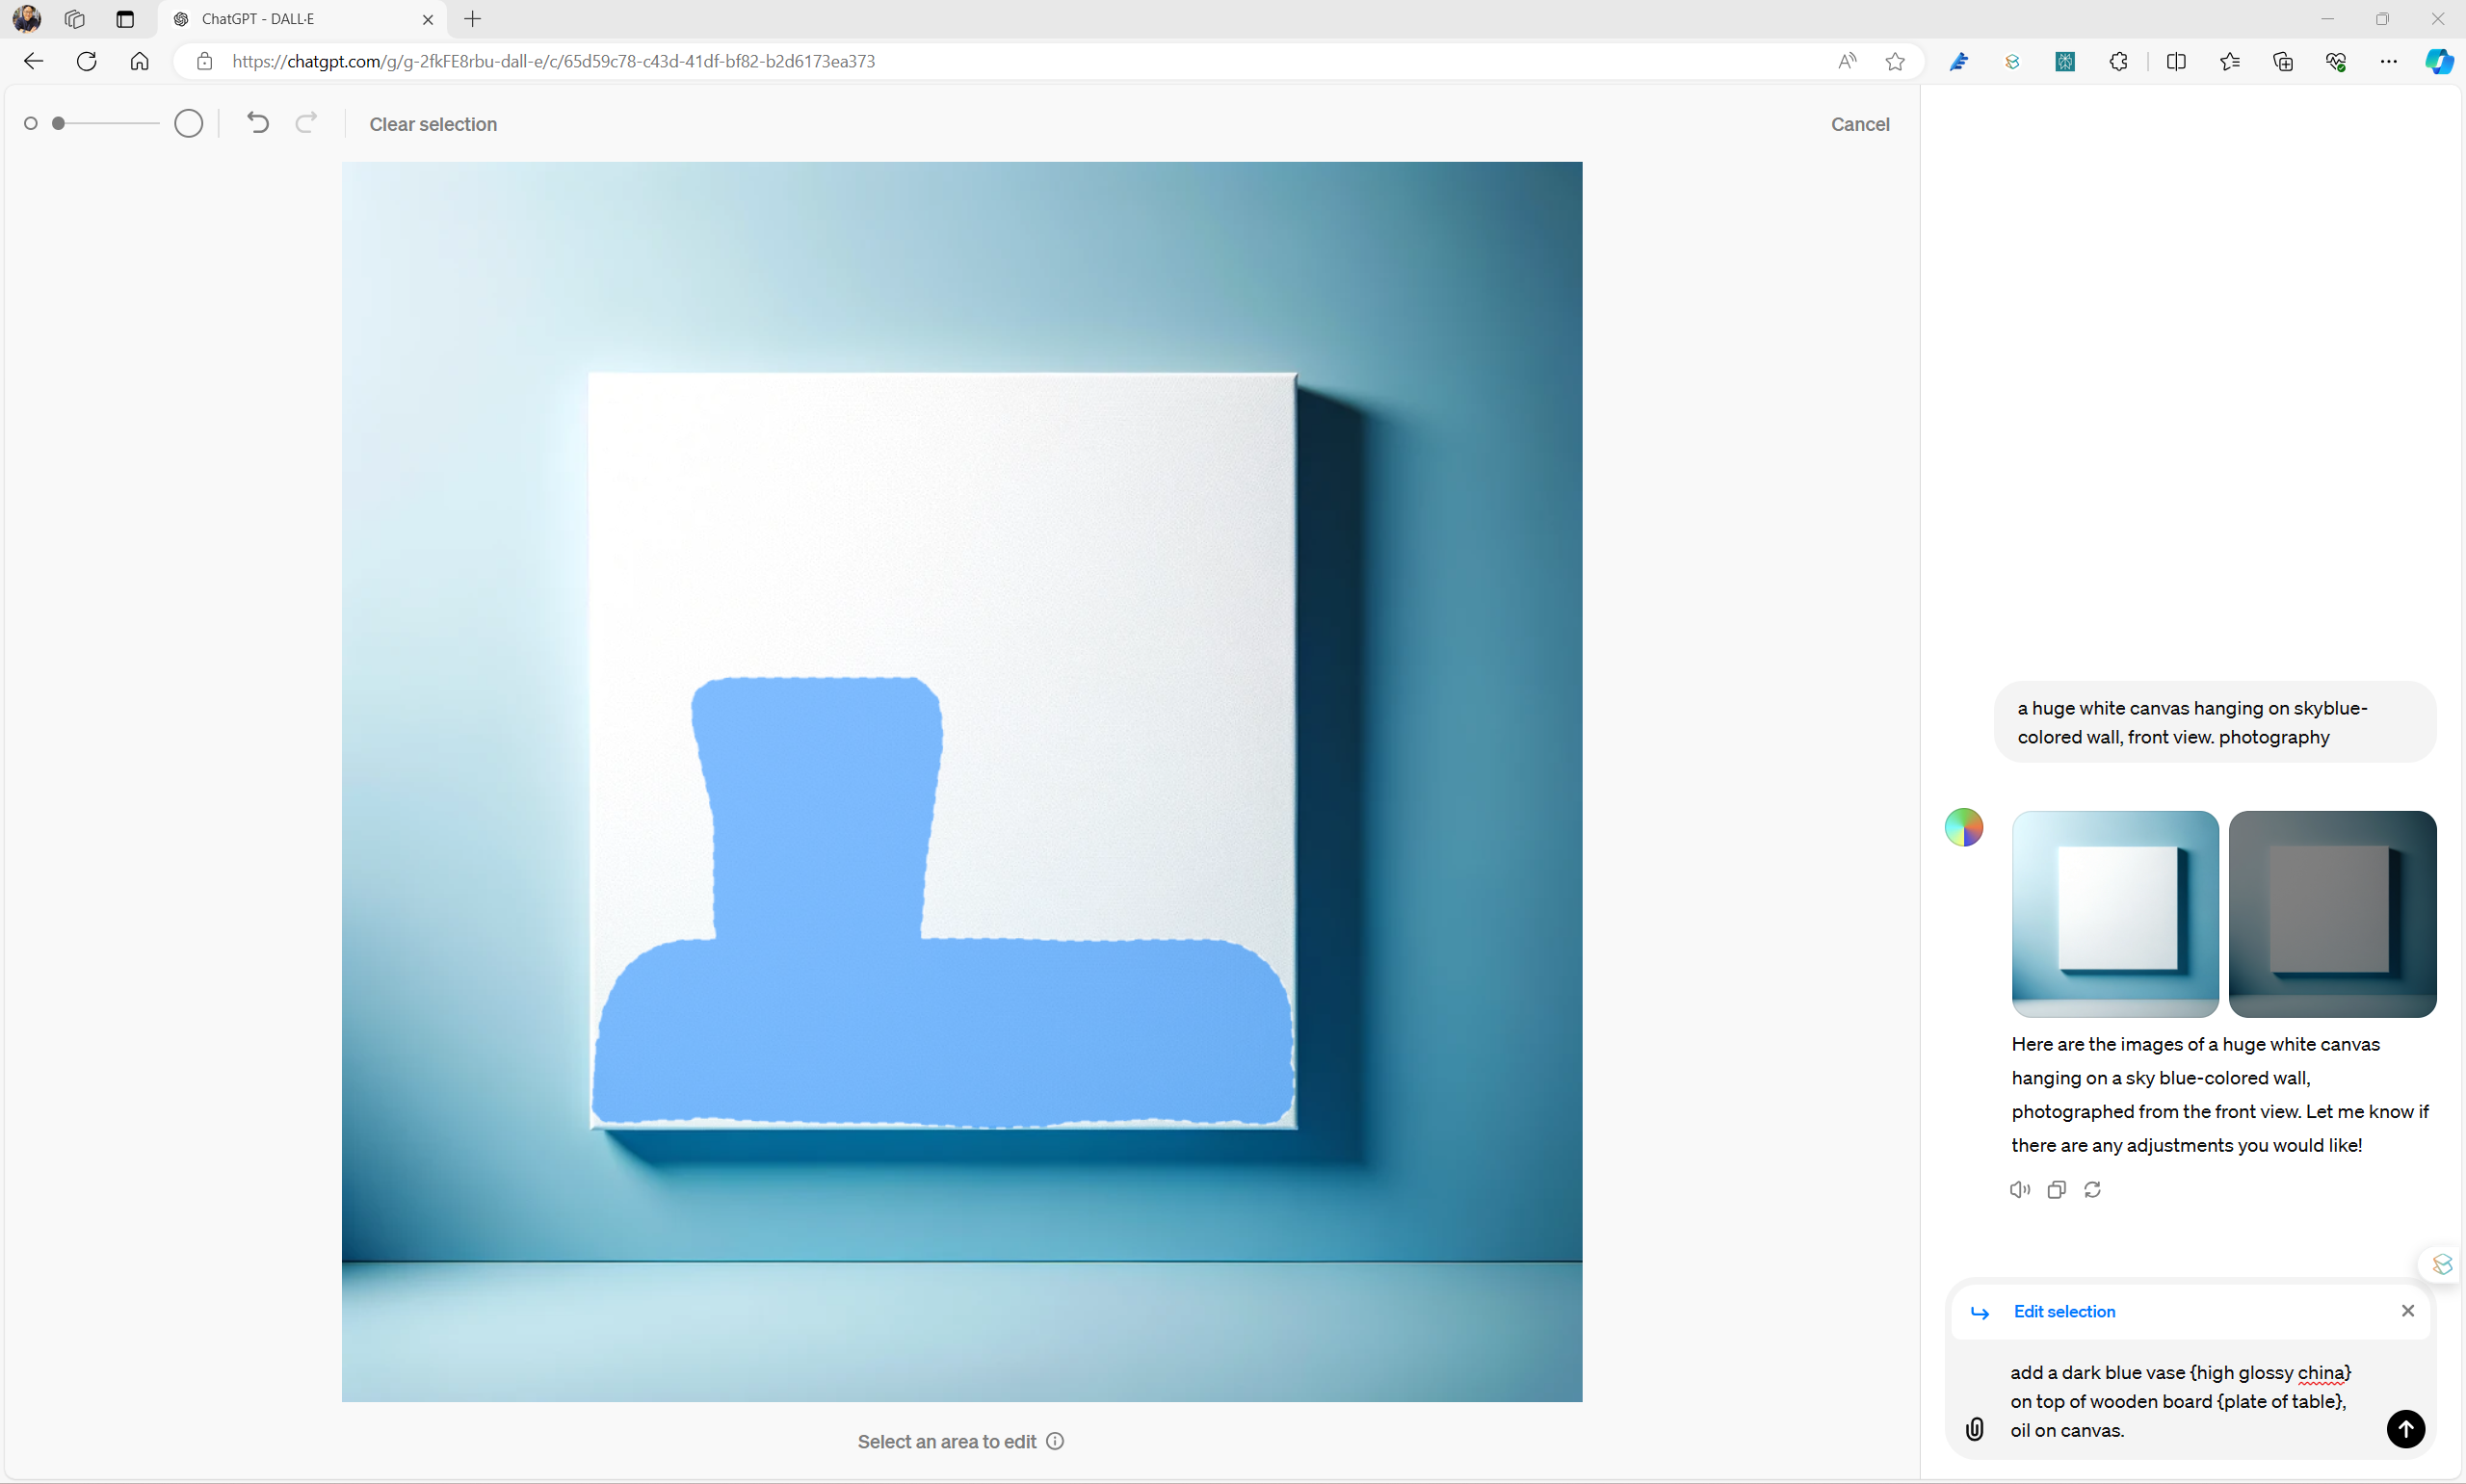 ChatGPT - DALL·E
https://chatgpt.com/g/g-2fkFE8rbu-dall-e/c/65d59c78-c43d-41df-bf82-b2d6173ea373
Clear selection
Cancel
a huge white canvas hanging on skyblue-
colored wall, front view. photography
Here are the images of a huge white canvas
hanging on a sky blue-colored wall,
photographed from the front view. Let me know if
there are any adjustments you would like!
Edit selection
add a dark blue vase {high glossy china}
on top of wooden board {plate of table},
oil on canvas.
Select an area to edit